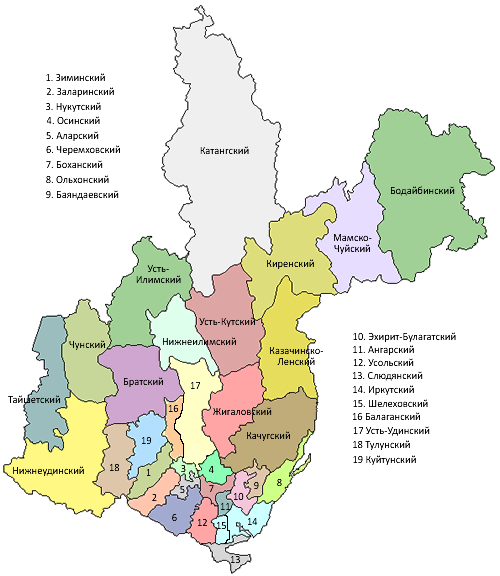 1. Зиминский
2. Заларинский
3. Нукутский
4. Осинский
5. Аларский
6. Черемховский
7. Боханский
8. Ольхонский
9. Баяндаевский
Катангский
Бодайбинский
Мамско-
Чуйский
Киренский
Усть-
Илимский
Усть-Кутский
Нижнеилимский
Чунский
Казачинско-
Ленский
Тайшетский
Братский
17
16
Жигаловский
Качугский
19
18
Нижнеудинский
1
3
4
2
5
7
10
9
8
6
11
12
15
14
13
10. Эхирит-Булагатский
11. Ангарский
12. Усольский
13. Слюдянский
14. Иркутский
15. Шелеховский
16 Балаганский
17 Усть-Удинский
18 Тулунский
19 Куйтунский